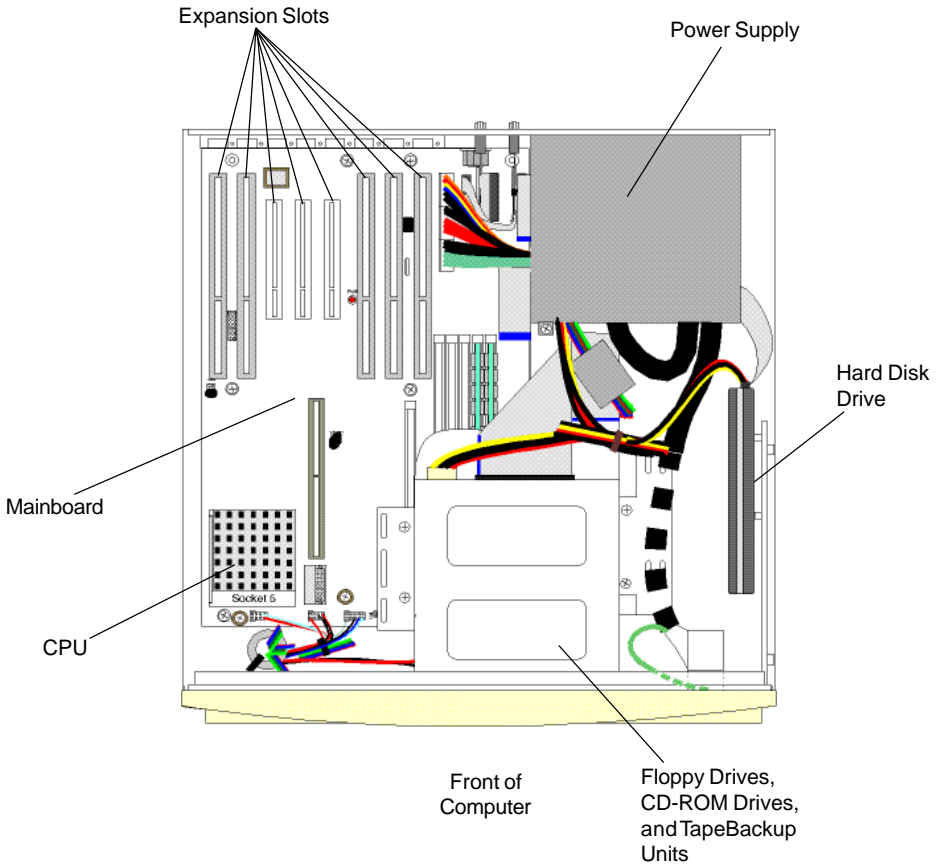 Expansion Slots
Power Supply
Hard Disk
Drive
Mainboard
Socket 5
CPU
Front of
Computer
Floppy Drives,
CD-ROM Drives,
and TapeBackup
Units